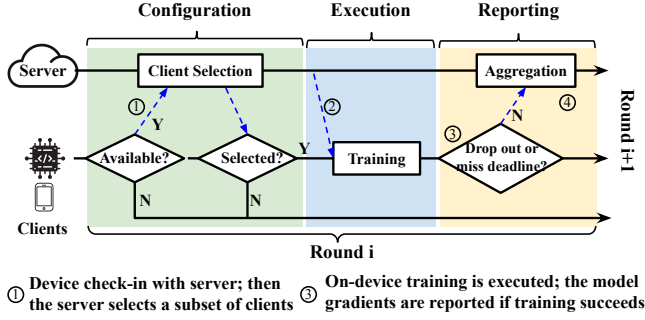 Configuration Execution Reporting
Server Client Selection Aggregation
① ② ④
Y N
③
Available? Selected? Y Training Drop out or
miss deadline?
N N
Clients
Round i+1
Round i
① Device check-in with server; then
the server selects a subset of clients
③ On-device training is executed; the model
gradients are reported if training succeeds